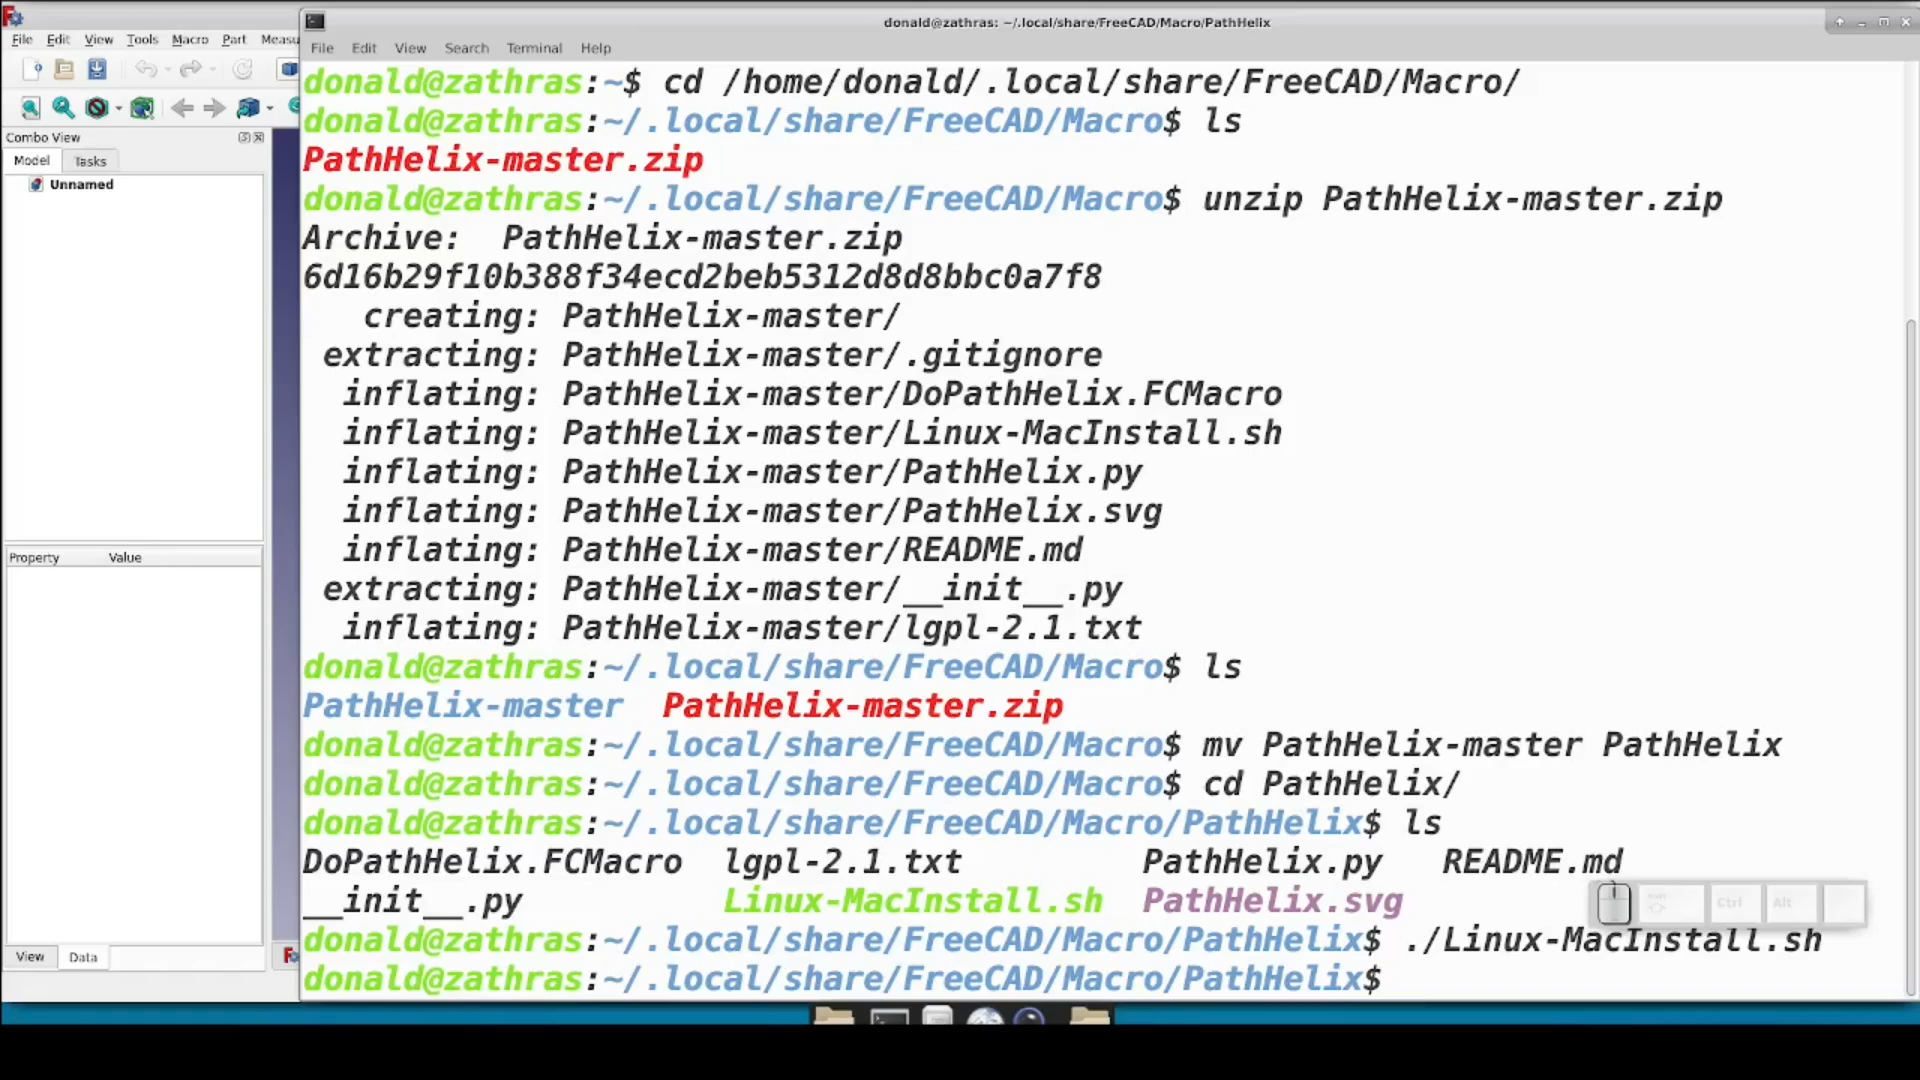 donald@zathras: ~/.local/share/FreeCAD/Macro/PathHelix
File Edit View Tools Macro Part Measu
File Edit View Search Terminal Help
donald@zathras:~$ cd /home/donald/.local/share/FreeCAD/Macro/
donald@zathras:~/.local/share/FreeCAD/Macro$ ls
PathHelix-master.zip
donald@zathras:~/.local/share/FreeCAD/Macro$ unzip PathHelix-master.zip
Archive:  PathHelix-master.zip
6d16b29f10b388f34ecd2beb5312d8d8bbc0a7f8
   creating: PathHelix-master/
 extracting: PathHelix-master/.gitignore
  inflating: PathHelix-master/DoPathHelix.FCMacro
  inflating: PathHelix-master/Linux-MacInstall.sh
  inflating: PathHelix-master/PathHelix.py
  inflating: PathHelix-master/PathHelix.svg
  inflating: PathHelix-master/README.md
 extracting: PathHelix-master/__init__.py
  inflating: PathHelix-master/lgpl-2.1.txt
donald@zathras:~/.local/share/FreeCAD/Macro$ ls
PathHelix-master  PathHelix-master.zip
donald@zathras:~/.local/share/FreeCAD/Macro$ mv PathHelix-master PathHelix
donald@zathras:~/.local/share/FreeCAD/Macro$ cd PathHelix/
donald@zathras:~/.local/share/FreeCAD/Macro/PathHelix$ ls
DoPathHelix.FCMacro  lgpl-2.1.txt         PathHelix.py   README.md
__init__.py          Linux-MacInstall.sh  PathHelix.svg
donald@zathras:~/.local/share/FreeCAD/Macro/PathHelix$ ./Linux-MacInstall.sh
donald@zathras:~/.local/share/FreeCAD/Macro/PathHelix$
Combo View
Model Tasks
Unnamed
Property Value
View Data
Ctrl Alt